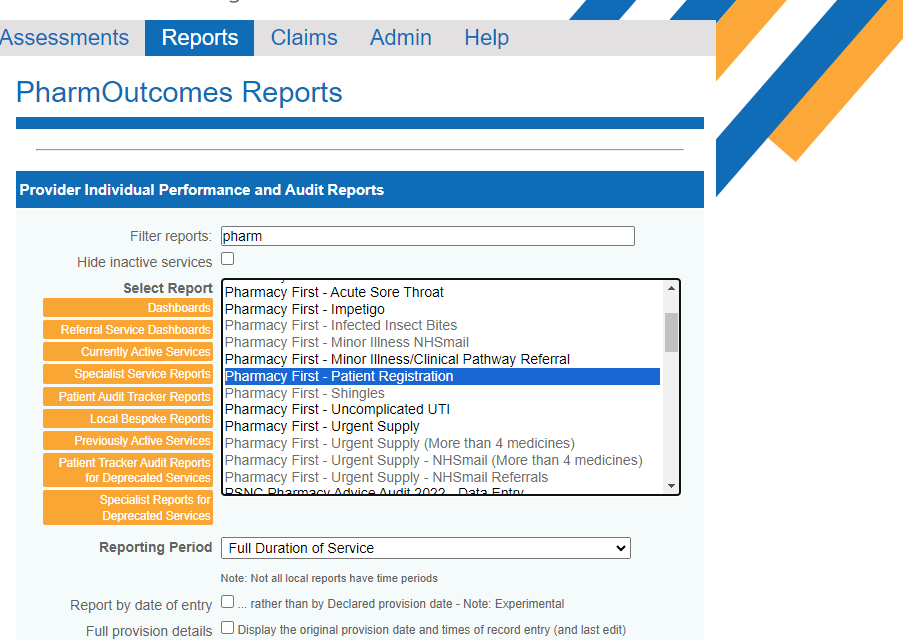 Assessments Reports Claims Admin Help
PharmOutcomes Reports
Provider Individual Performance and Audit Reports
Filter reports: pharm
Hide inactive services
Select Report
Dashboards
Referral Service Dashboards
Currently Active Services
Specialist Service Reports
Patient Audit Tracker Reports
Local Bespoke Reports
Previously Active Services
Patient Tracker Audit Reports
for Deprecated Services
Specialist Reports for
Deprecated Services
Pharmacy First - Acute Sore Throat
Pharmacy First - Impetigo
Pharmacy First - Infected Insect Bites
Pharmacy First - Minor Illness NHSmail
Pharmacy First - Minor Illness/Clinical Pathway Referral
Pharmacy First - Patient Registration
Pharmacy First - Shingles
Pharmacy First - Uncomplicated UTI
Pharmacy First - Urgent Supply
Pharmacy First - Urgent Supply (More than 4 medicines)
Pharmacy First - Urgent Supply - NHSmail (More than 4 medicines)
Pharmacy First - Urgent Supply - NHSmail Referrals
PSNC Pharmacy Advice Audit 2022 - Data Entry
Reporting Period Full Duration of Service
Note: Not all local reports have time periods
Report by date of entry ... rather than by Declared provision date - Note: Experimental
Full provision details Display the original provision date and times of record entry (and last edit)